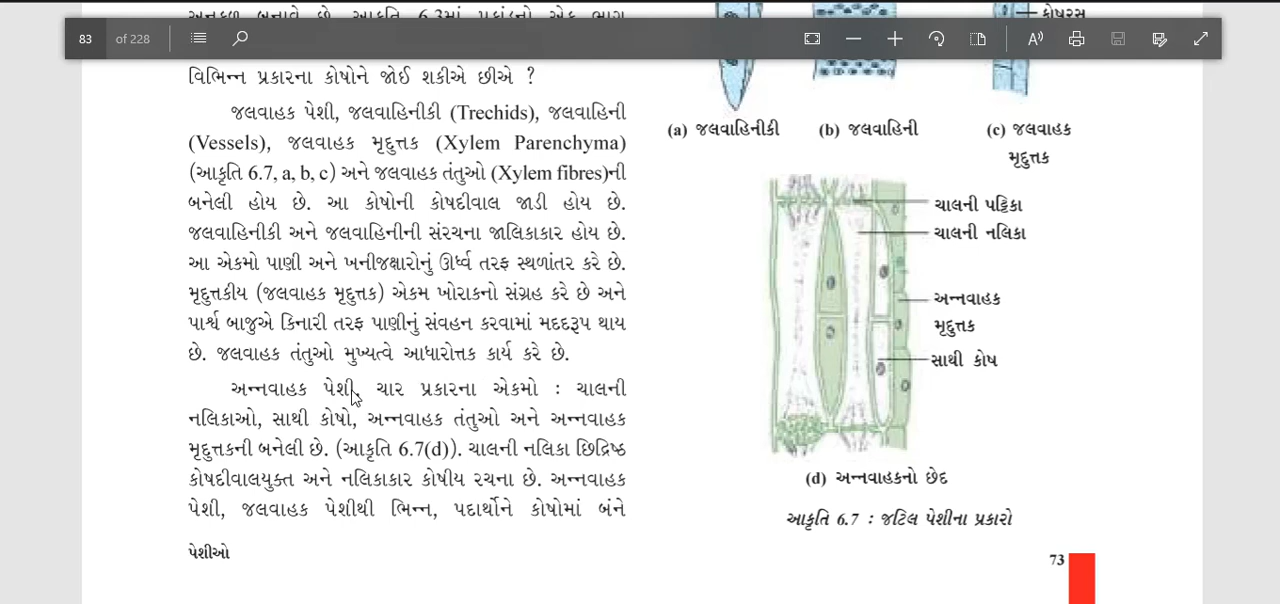 83 of 228
કોષરસ
વિભિન્ન પ્રકારના કોષોને જોઈ શકીએ છીએ ?
જલવાહક પેશી, જલવાહિનીકી (Trechids), જલવાહિની
(Vessels), જલવાહક મૃદુત્તક (Xylem Parenchyma)
(આકૃતિ 6.7, a, b, c) અને જલવાહક તંતુઓ (Xylem fibres)ની
બનેલી હોય છે. આ કોષોની કોષદીવાલ જાડી હોય છે.
જલવાહિનીકી અને જલવાહિનીની સંરચના જાલિકાકાર હોય છે.
આ એકમો પાણી અને ખનીજક્ષારોનું ઊર્ધ્વ તરફ સ્થળાંતર કરે છે.
મૃદુત્તકીય (જલવાહક મૃદુત્તક) એકમ ખોરાકનો સંગ્રહ કરે છે અને
પાર્શ્વ બાજુએ કિનારી તરફ પાણીનું સંવહન કરવામાં મદદરૂપ થાય
છે. જલવાહક તંતુઓ મુખ્યત્વે આધારોત્તક કાર્ય કરે છે.
અન્નવાહક પેશી, ચાર પ્રકારના એકમો : ચાલની
નલિકાઓ, સાથી કોષો, અન્નવાહક તંતુઓ અને અન્નવાહક
મૃદુત્તકની બનેલી છે. (આકૃતિ 6.7(d)). ચાલની નલિકા છિદ્રિષ્ઠ
કોષદીવાલયુક્ત અને નલિકાકાર કોષીય રચના છે. અન્નવાહક
પેશી, જલવાહક પેશીથી ભિન્ન, પદાર્થોને કોષોમાં બંને
(a) જલવાહિનીકી (b) જલવાહિની (c) જલવાહક
મૃદુત્તક
ચાલની પટ્ટિકા
ચાલની નલિકા
અન્નવાહક
મૃદુત્તક
સાથી કોષ
(d) અન્નવાહકનો છેદ
આકૃતિ 6.7 : જટિલ પેશીના પ્રકારો
પેશીઓ
73